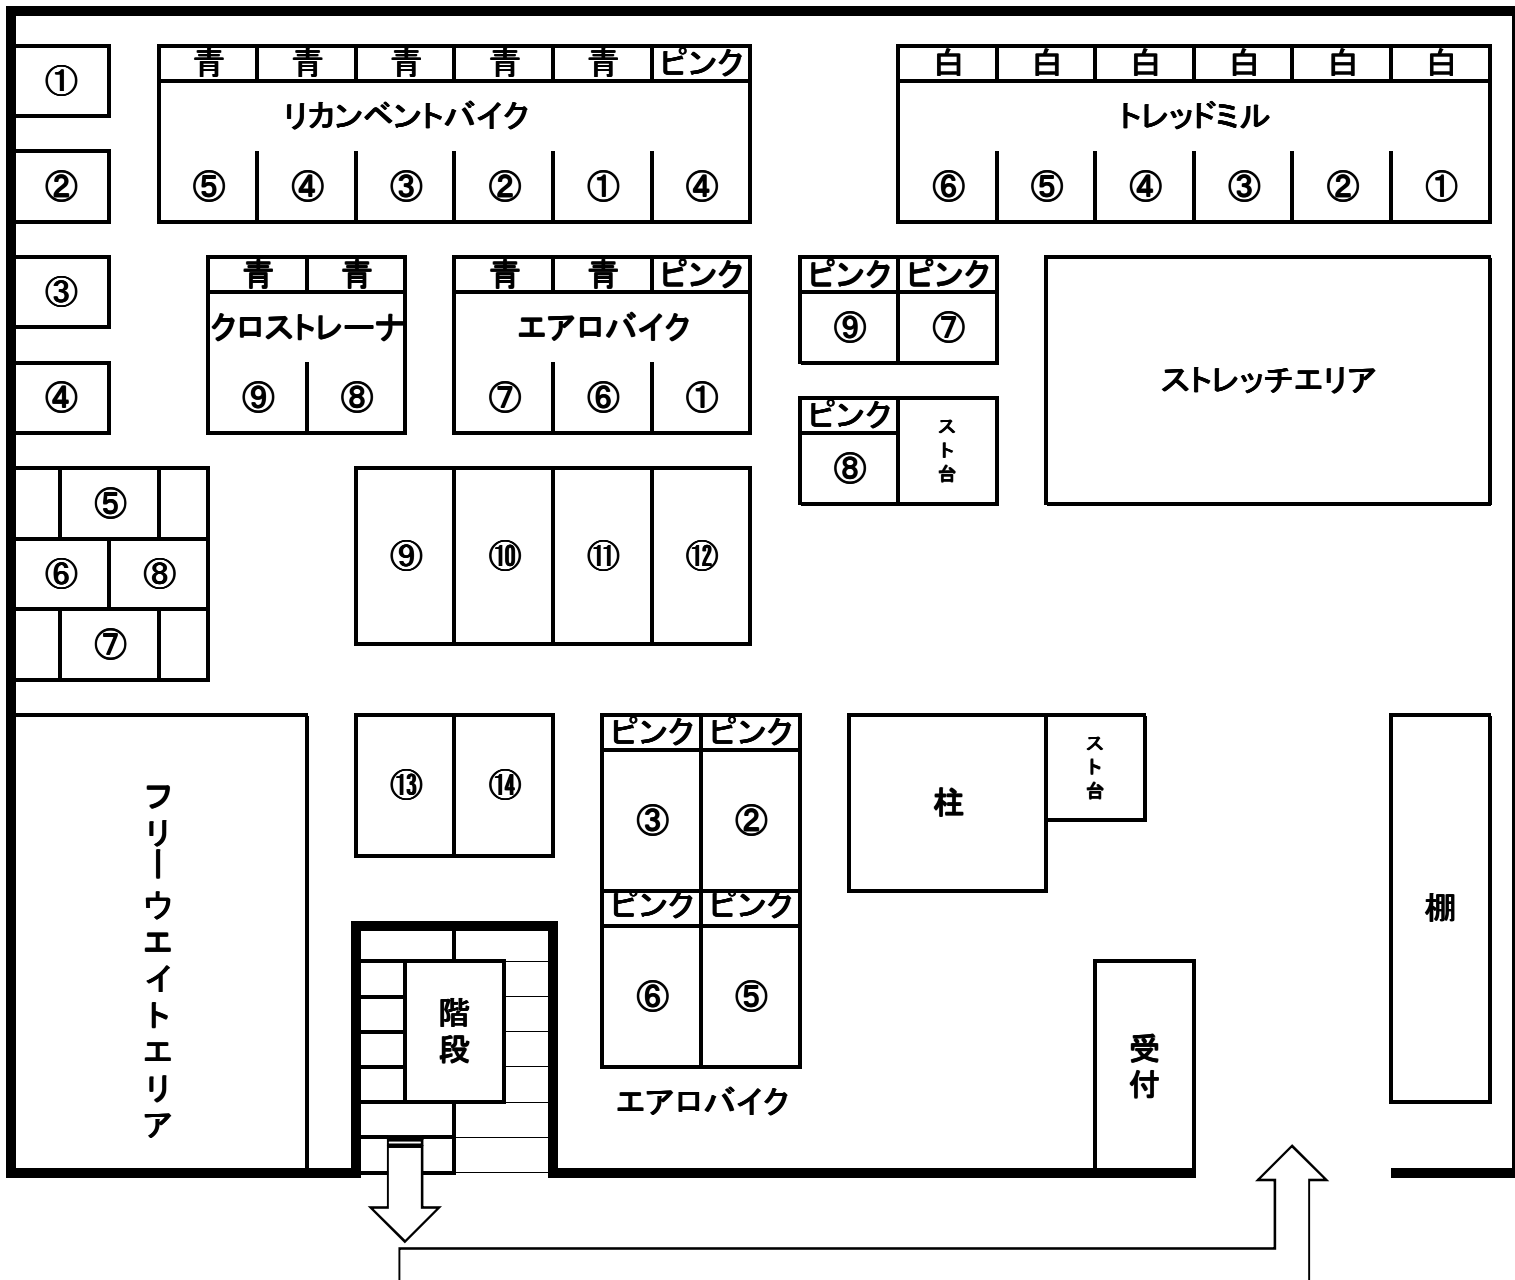 ①
②
③
④
青 青 青 青 青 ピンク
リカンベントバイク
⑤ ④ ③ ② ① ④
白 白 白 白 白 白
トレッドミル
⑥ ⑤ ④ ③ ② ①
青 青
クロストレーナ
⑨ ⑧
青 青 ピンク
エアロバイク
⑦ ⑥ ①
ピンク ピンク
⑨ ⑦
ピンク
⑧
スト台
ストレッチエリア
⑤
⑥ ⑧
⑦
⑨ ⑩ ⑪ ⑫
フリーウエイトエリア
⑬ ⑭
ピンク ピンク
③ ②
ピンク ピンク
⑥ ⑤
エアロバイク
柱
スト台
棚
階段
受付